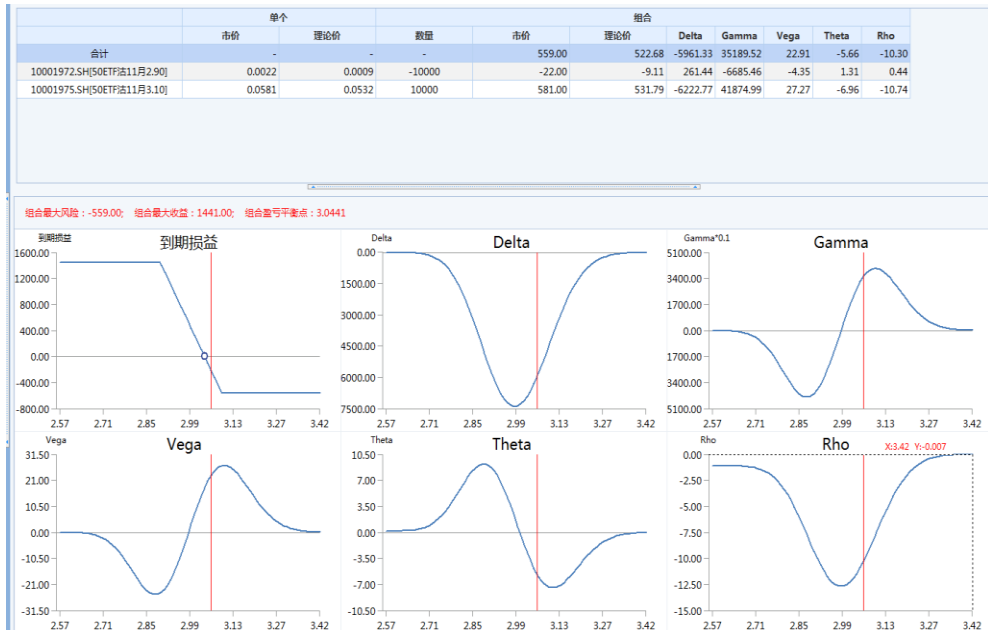 单个 组合
市价 理论价 数量 市价 理论价 Delta Gamma Vega Theta Rho
合计 - - - 559.00 522.68 -5961.33 35189.52 22.91 -5.66 -10.30
10001972.SH[50ETF沽11月2.90] 0.0022 0.0009 -10000 -22.00 -9.11 261.44 -6685.46 -4.35 1.31 0.44
10001975.SH[50ETF沽11月3.10] 0.0581 0.0532 10000 581.00 531.79 -6222.77 41874.99 27.27 -6.96 -10.74
组合最大风险：-559.00; 组合最大收益：1441.00; 组合盈亏平衡点：3.0441
到期损益 到期损益
1600.00
1200.00
800.00
400.00
0.00
-400.00
-800.00
2.57 2.71 2.85 2.99 3.13 3.27 3.42
Delta Delta
0.00
1500.00
3000.00
4500.00
6000.00
7500.00
2.57 2.71 2.85 2.99 3.13 3.27 3.42
Gamma*0.1 Gamma
5100.00
3400.00
1700.00
0.00
1700.00
3400.00
5100.00
2.57 2.71 2.85 2.99 3.13 3.27 3.42
Vega Vega
31.50
21.00
10.50
0.00
-10.50
-21.00
-31.50
2.57 2.71 2.85 2.99 3.13 3.27 3.42
Theta Theta
10.50
7.00
3.50
0.00
-3.50
-7.00
-10.50
2.57 2.71 2.85 2.99 3.13 3.27 3.42
Rho Rho X:3.42 Y:-0.007
0.00
-2.50
-5.00
-7.50
-10.00
-12.50
-15.00
2.57 2.71 2.85 2.99 3.13 3.27 3.42